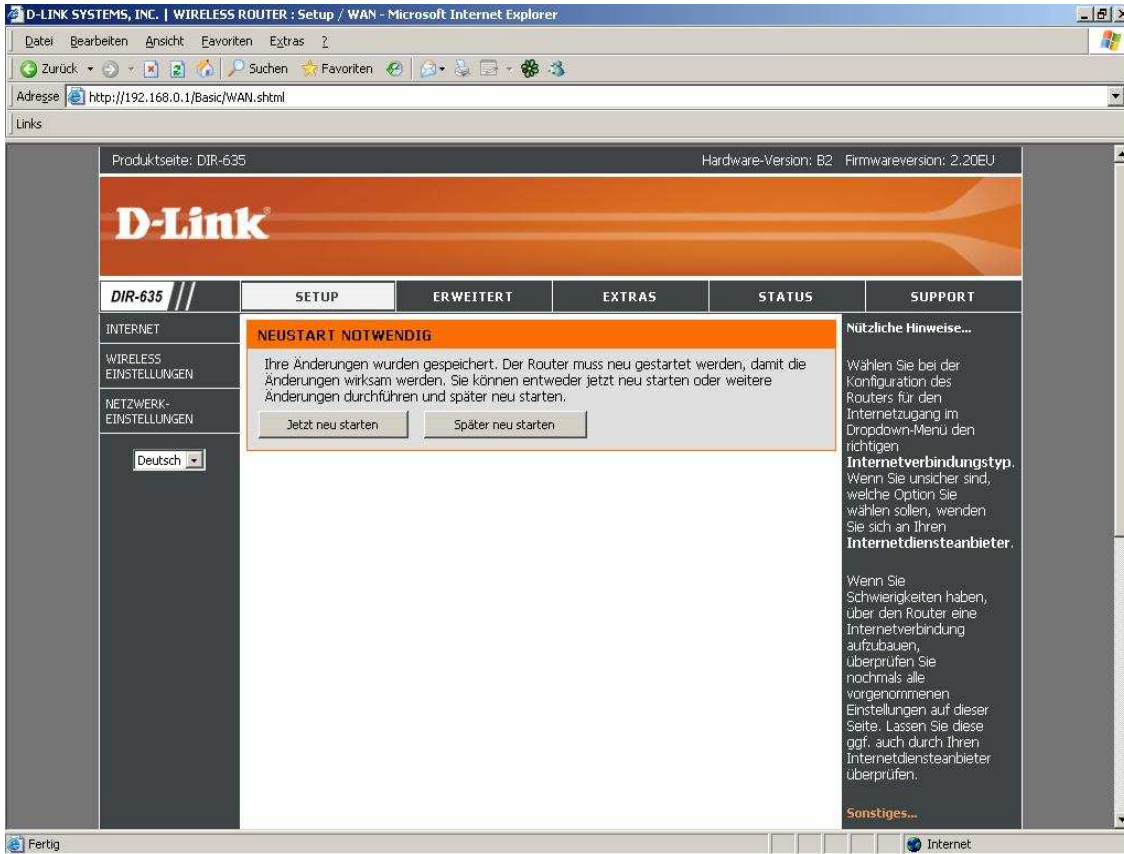 D-LINK SYSTEMS, INC. | WIRELESS ROUTER : Setup / WAN - Microsoft Internet Explorer
Datei Bearbeiten Ansicht Favoriten Extras ?
Zurück Suchen Favoriten
Adresse http://192.168.0.1/Basic/WAN.shtml
Links
Produktseite: DIR-635 Hardware-Version: B2 Firmwareversion: 2.20EU
D-Link
DIR-635 SETUP ERWEITERT EXTRAS STATUS SUPPORT
INTERNET
WIRELESS
EINSTELLUNGEN
NETZWERK-
EINSTELLUNGEN
Deutsch
NEUSTART NOTWENDIG
Ihre Änderungen wurden gespeichert. Der Router muss neu gestartet werden, damit die
Änderungen wirksam werden. Sie können entweder jetzt neu starten oder weitere
Änderungen durchführen und später neu starten.
Jetzt neu starten Später neu starten
Nützliche Hinweise...
Wählen Sie bei der
Konfiguration des
Routers für den
Internetzugang im
Dropdown-Menü den
richtigen
Internetverbindungstyp.
Wenn Sie unsicher sind,
welche Option Sie
wählen sollen, wenden
Sie sich an Ihren
Internetdiensteanbieter.
Wenn Sie
Schwierigkeiten haben,
über den Router eine
Internetverbindung
aufzubauen,
überprüfen Sie
nochmals alle
vorgenommenen
Einstellungen auf dieser
Seite. Lassen Sie diese
ggf. auch durch Ihren
Internetdiensteanbieter
überprüfen.
Sonstiges...
Fertig Internet